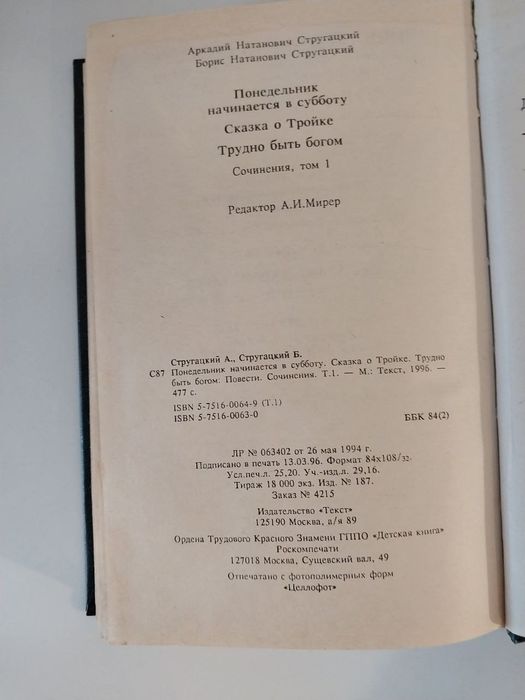 Аркадий Натанович Стругацкий
Борис Натанович Стругацкий
Понедельник
начинается в субботу
Сказка о Тройке
Трудно быть богом
Сочинения, том 1
Редактор А.И.Мирер
Стругацкий А., Стругацкий Б.
С87 Понедельник начинается в субботу. Сказка о Тройке. Трудно
быть богом: Повести. Сочинения. Т.1. — М.: Текст, 1996. —
477 с.
ISBN 5-7516-0064-9 (Т.1)
ISBN 5-7516-0063-0
ББК 84(2)
ЛР № 063402 от 26 мая 1994 г.
Подписано в печать 13.03.96. Формат 84х108/32.
Усл.печ.л. 25,20. Уч.-изд.л. 29,16.
Тираж 18 000 экз. Изд. № 187.
Заказ № 4215
Издательство «Текст»
125190 Москва, а/я 89
Ордена Трудового Красного Знамени ГППО «Детская книга»
Роскомпечати
127018 Москва, Сущевский вал, 49
Отпечатано с фотополимерных форм
«Целлофот»